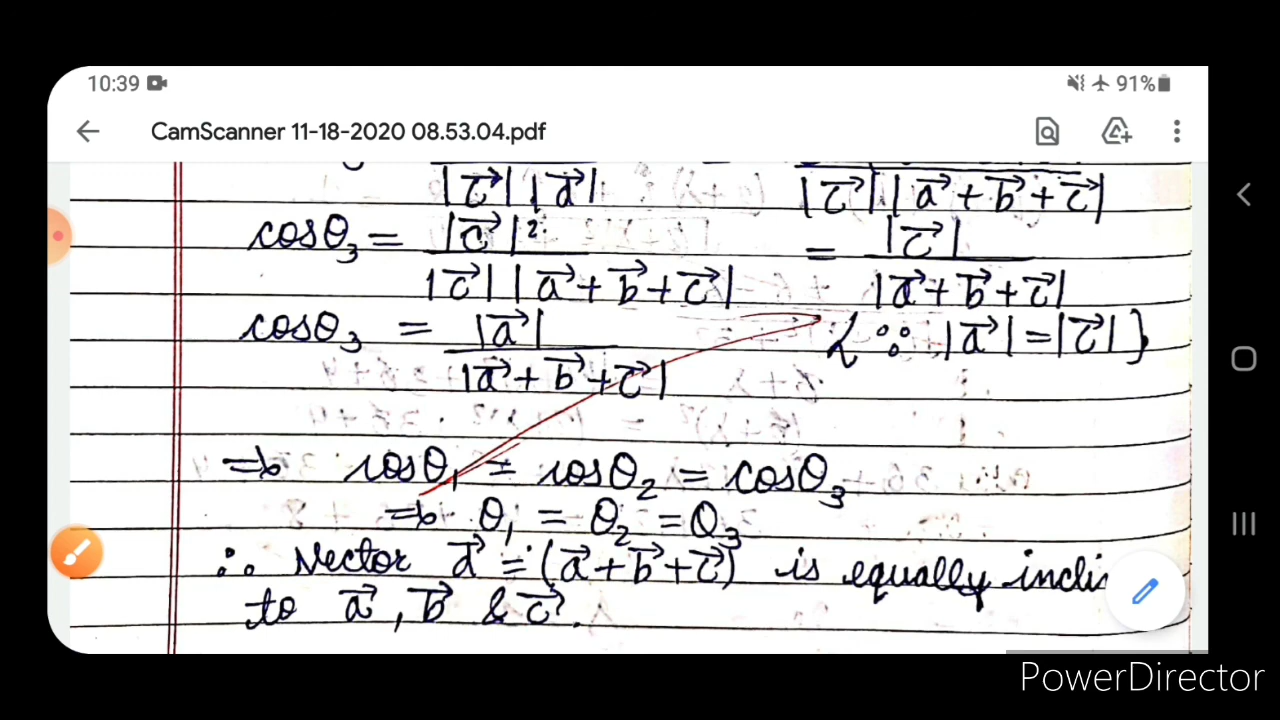 10:39
91%
CamScanner 11-18-2020 08.53.04.pdf
|c⃗| |d⃗| |c⃗| |a⃗ + b⃗ + c⃗|
cosθ₃ = |c⃗|² / |c⃗| |a⃗ + b⃗ + c⃗| = |c⃗| / |a⃗ + b⃗ + c⃗|
cosθ₃ = |a⃗| / |a⃗ + b⃗ + c⃗| {∵ |a⃗| = |c⃗|}
⇒ cosθ₁ = cosθ₂ = cosθ₃
⇒ θ₁ = θ₂ = θ₃
∴ Vector d⃗ = (a⃗ + b⃗ + c⃗) is equally incli
to a⃗, b⃗ & c⃗.
PowerDirector